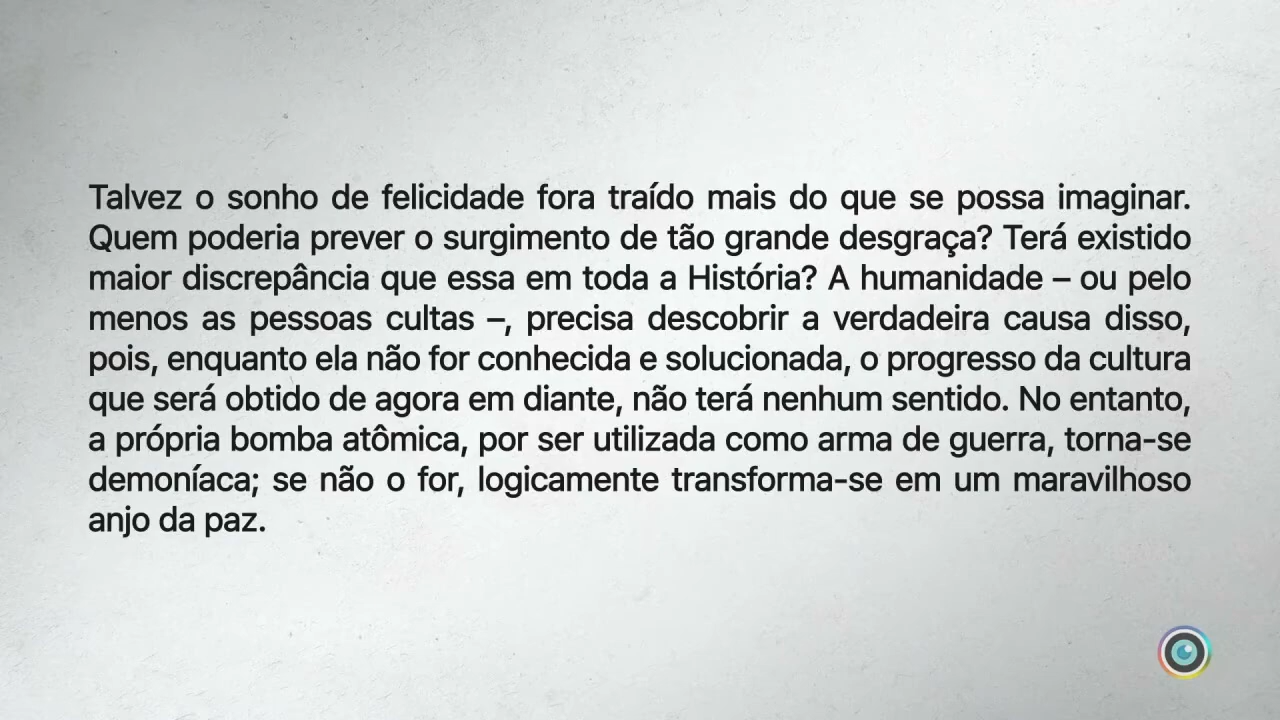 Talvez o sonho de felicidade fora traído mais do que se possa imaginar.
Quem poderia prever o surgimento de tão grande desgraça? Terá existido
maior discrepância que essa em toda a História? A humanidade – ou pelo
menos as pessoas cultas –, precisa descobrir a verdadeira causa disso,
pois, enquanto ela não for conhecida e solucionada, o progresso da cultura
que será obtido de agora em diante, não terá nenhum sentido. No entanto,
a própria bomba atômica, por ser utilizada como arma de guerra, torna-se
demoníaca; se não o for, logicamente transforma-se em um maravilhoso
anjo da paz.